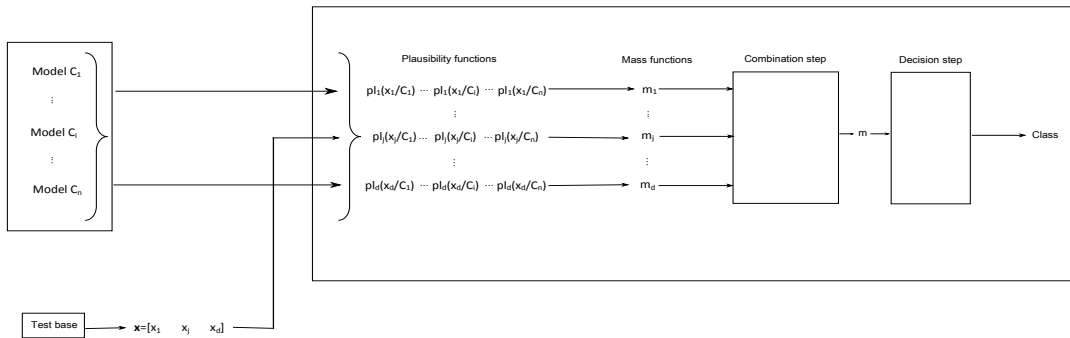 Model C1
⋮
Model Ci
⋮
Model Cn
Plausibility functions
Mass functions
Combination step
Decision step
pl1(x1/C1) ··· pl1(x1/Ci) ··· pl1(x1/Cn)
m1
⋮
⋮
plj(xj/C1) ··· plj(xj/Ci) ··· plj(xj/Cn)
mj
m
Class
⋮
⋮
pld(xd/C1) ··· pld(xd/Ci) ··· pld(xd/Cn)
md
Test base
x=[x1 xj xd]